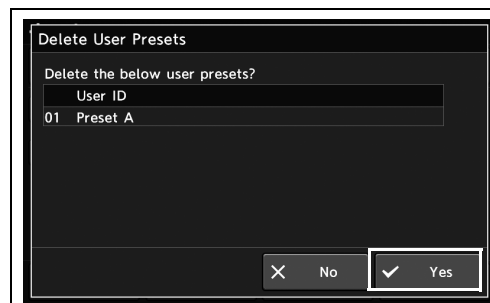 Delete User Presets
Delete the below user presets?
User ID
01 Preset A
No Yes